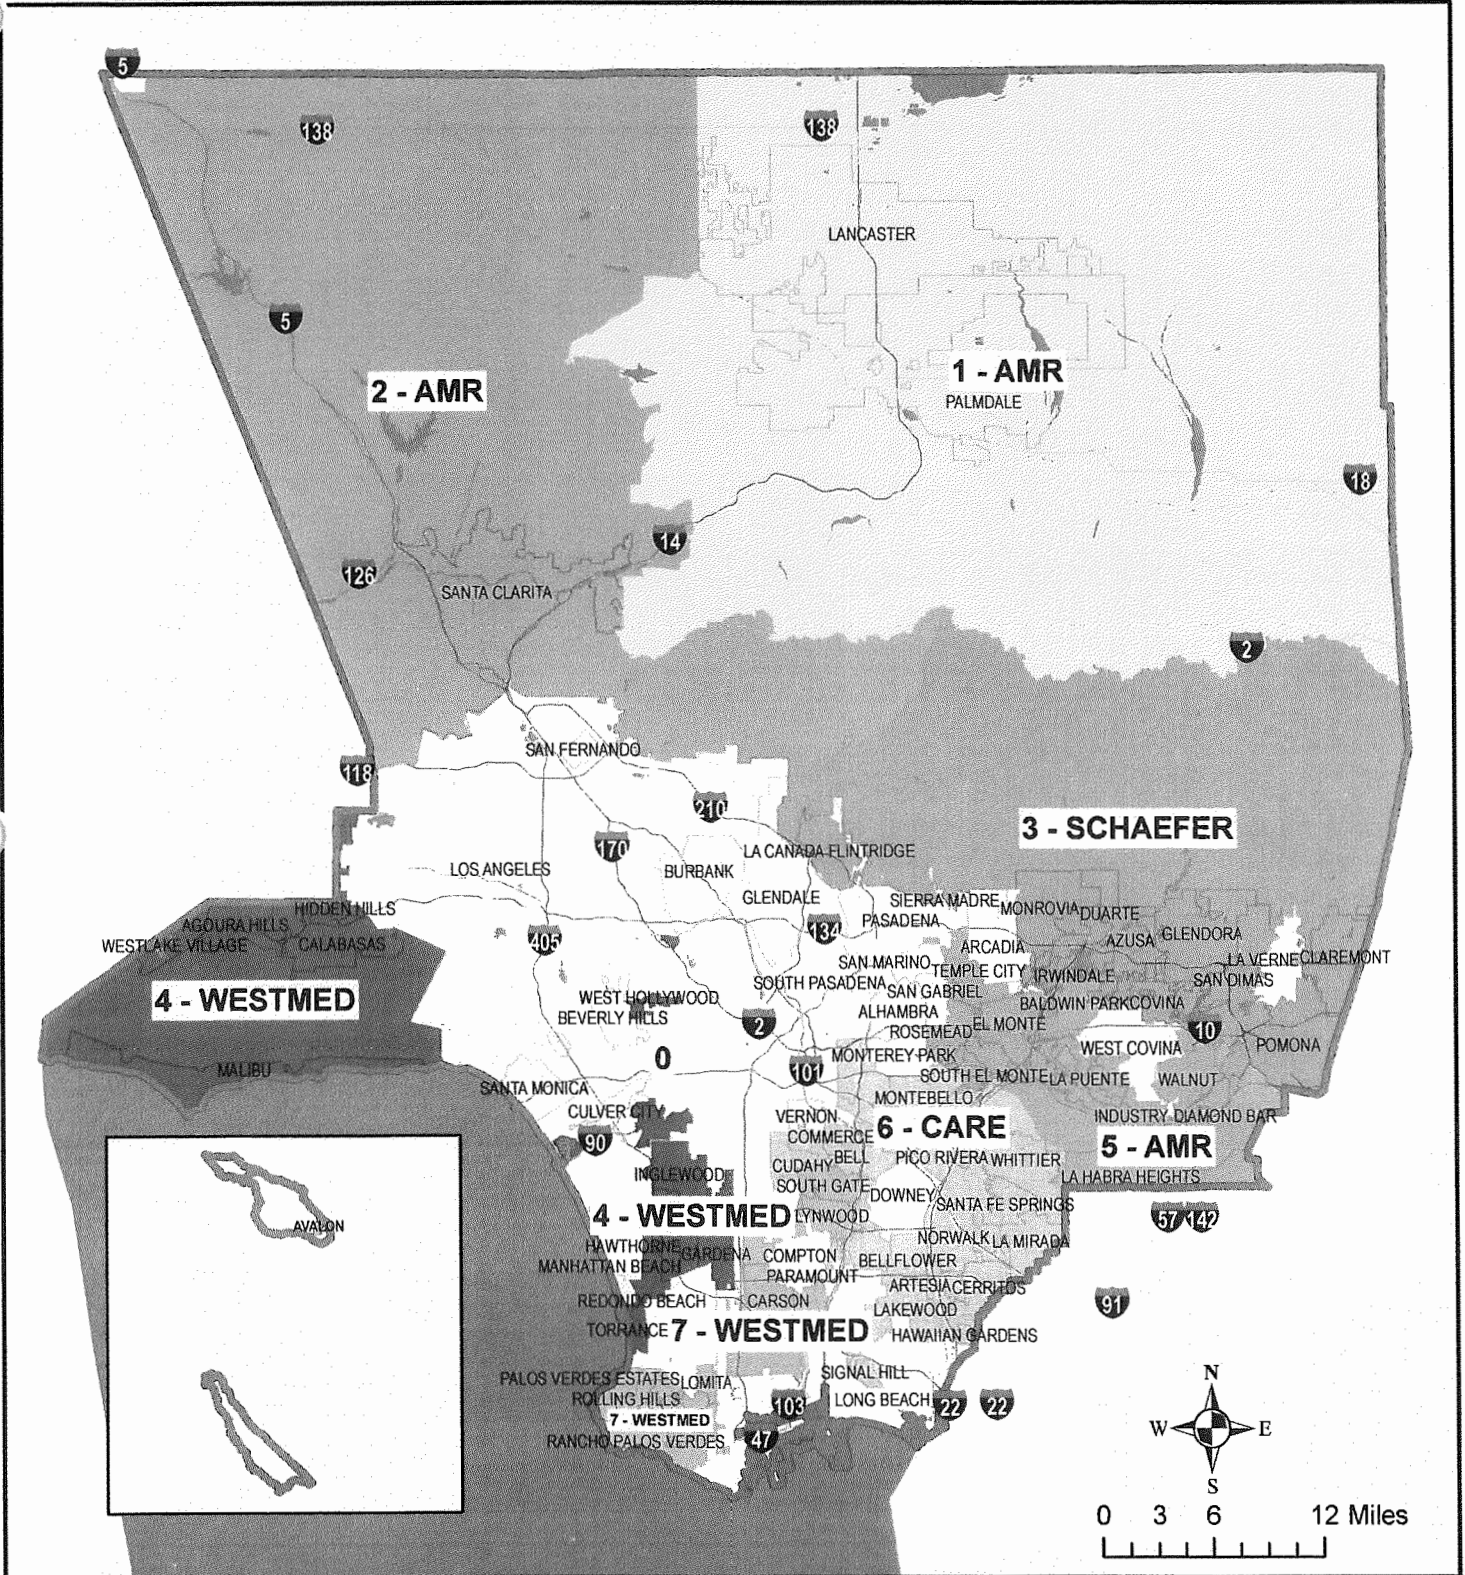 5
138
138
LANCASTER
5
2 - AMR
1 - AMR
PALMDALE
18
14
126
SANTA CLARITA
2
SAN FERNANDO
118
210
3 - SCHAEFER
170
LA CANADA FLINTRIDGE
LOS ANGELES
BURBANK
GLENDALE
SIERRA MADRE
MONROVIA
DUARTE
HIDDEN HILLS
AGOURA HILLS
PASADENA
134
WESTLAKE VILLAGE
CALABASAS
405
ARCADIA
AZUSA
GLENDORA
LA VERNE
CLAREMONT
SAN MARINO
TEMPLE CITY
IRWINDALE
SAN DIMAS
SOUTH PASADENA
SAN GABRIEL
4 - WESTMED
WEST HOLLYWOOD
BALDWIN PARK
COVINA
BEVERLY HILLS
ALHAMBRA
2
ROSEMEAD
EL MONTE
10
WEST COVINA
POMONA
0
MONTEREY PARK
MALIBU
101
SOUTH EL MONTE
LA PUENTE
WALNUT
SANTA MONICA
MONTEBELLO
CULVER CITY
VERNON
INDUSTRY
DIAMOND BAR
90
COMMERCE
6 - CARE
5 - AMR
BELL
PICO RIVERA
WHITTIER
CUDAHY
INGLEWOOD
LA HABRA HEIGHTS
SOUTH GATE
DOWNEY
SANTA FE SPRINGS
4 - WESTMED
LYNWOOD
57
142
AVALON
NORWALK
LA MIRADA
HAWTHORNE
GARDENA
COMPTON
BELLFLOWER
MANHATTAN BEACH
PARAMOUNT
ARTESIA
CERRITOS
REDONDO BEACH
CARSON
91
LAKEWOOD
TORRANCE
7 - WESTMED
HAWAIIAN GARDENS
SIGNAL HILL
PALOS VERDES ESTATES
LOMITA
ROLLING HILLS
103
LONG BEACH
22
22
7 - WESTMED
RANCHO PALOS VERDES
47
N
W
E
S
0 3 6 12 Miles